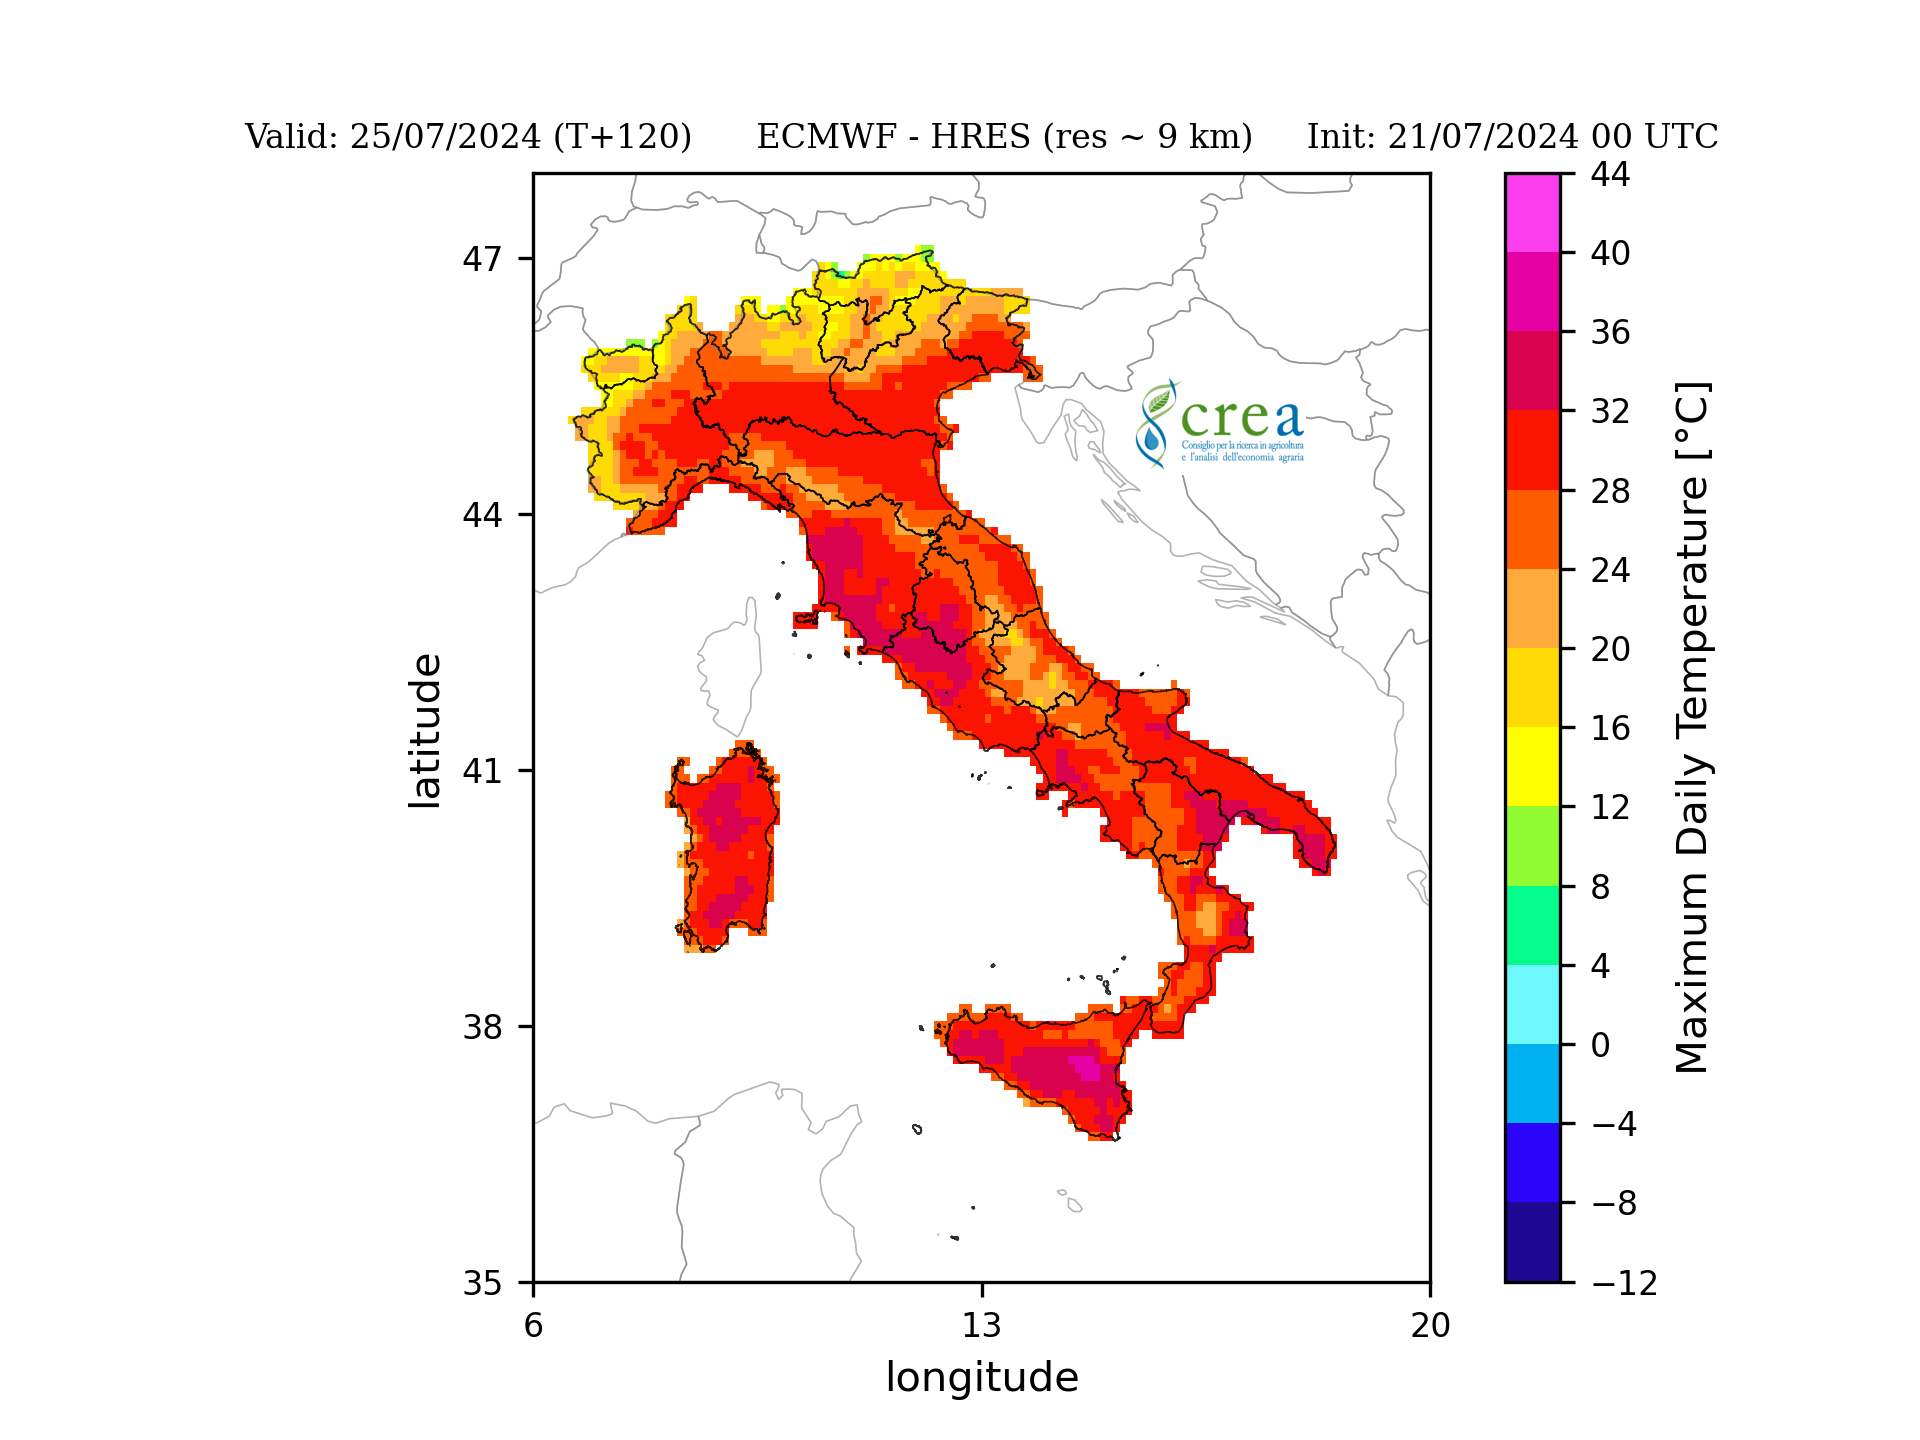 Valid: 25/07/2024 (T+120) ECMWF - HRES (res ~ 9 km) Init: 21/07/2024 00 UTC
44
40
36
32
28
24
20
16
12
8
4
0
−4
−8
−12
Maximum Daily Temperature [°C]
47
44
41
38
35
latitude
6 13 20
longitude
crea
Consiglio per la ricerca in agricoltura
e l'analisi dell'economia agraria